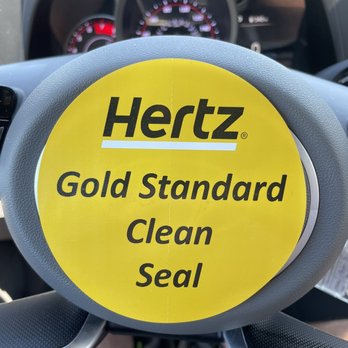 Hertz®
Gold Standard
Clean
Seal